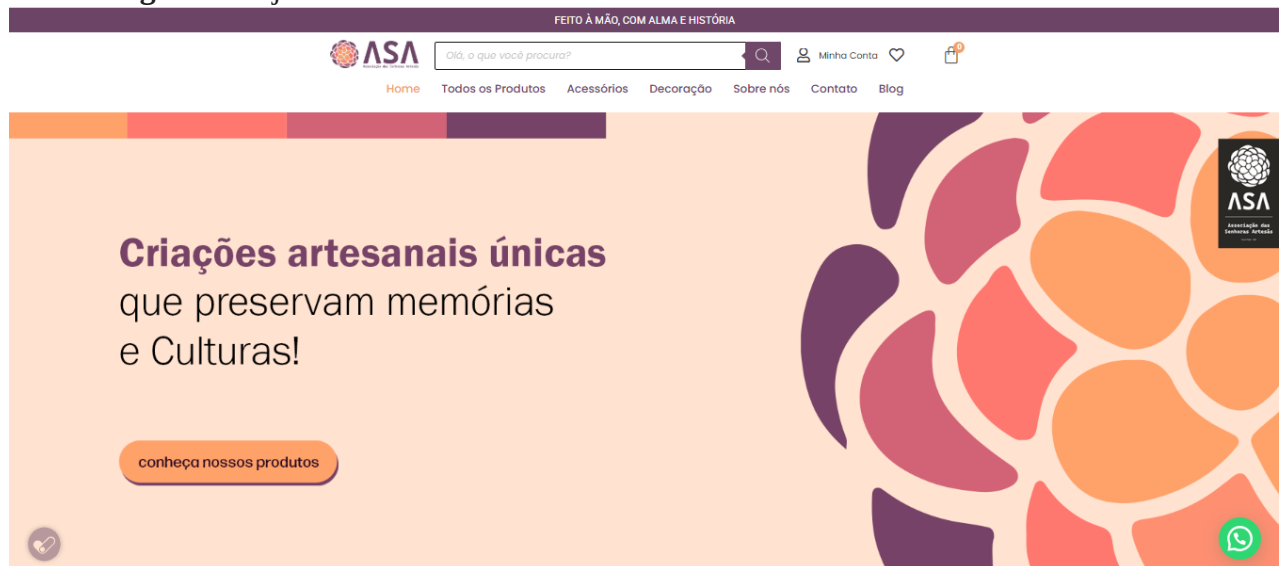 FEITO À MÃO, COM ALMA E HISTÓRIA
ASA
Olá, o que você procura?
Minha Conta
0
Home Todos os Produtos Acessórios Decoração Sobre nós Contato Blog
ASA
Associação das
Senhoras Artesãs
Criações artesanais únicas
que preservam memórias
e Culturas!
conheça nossos produtos